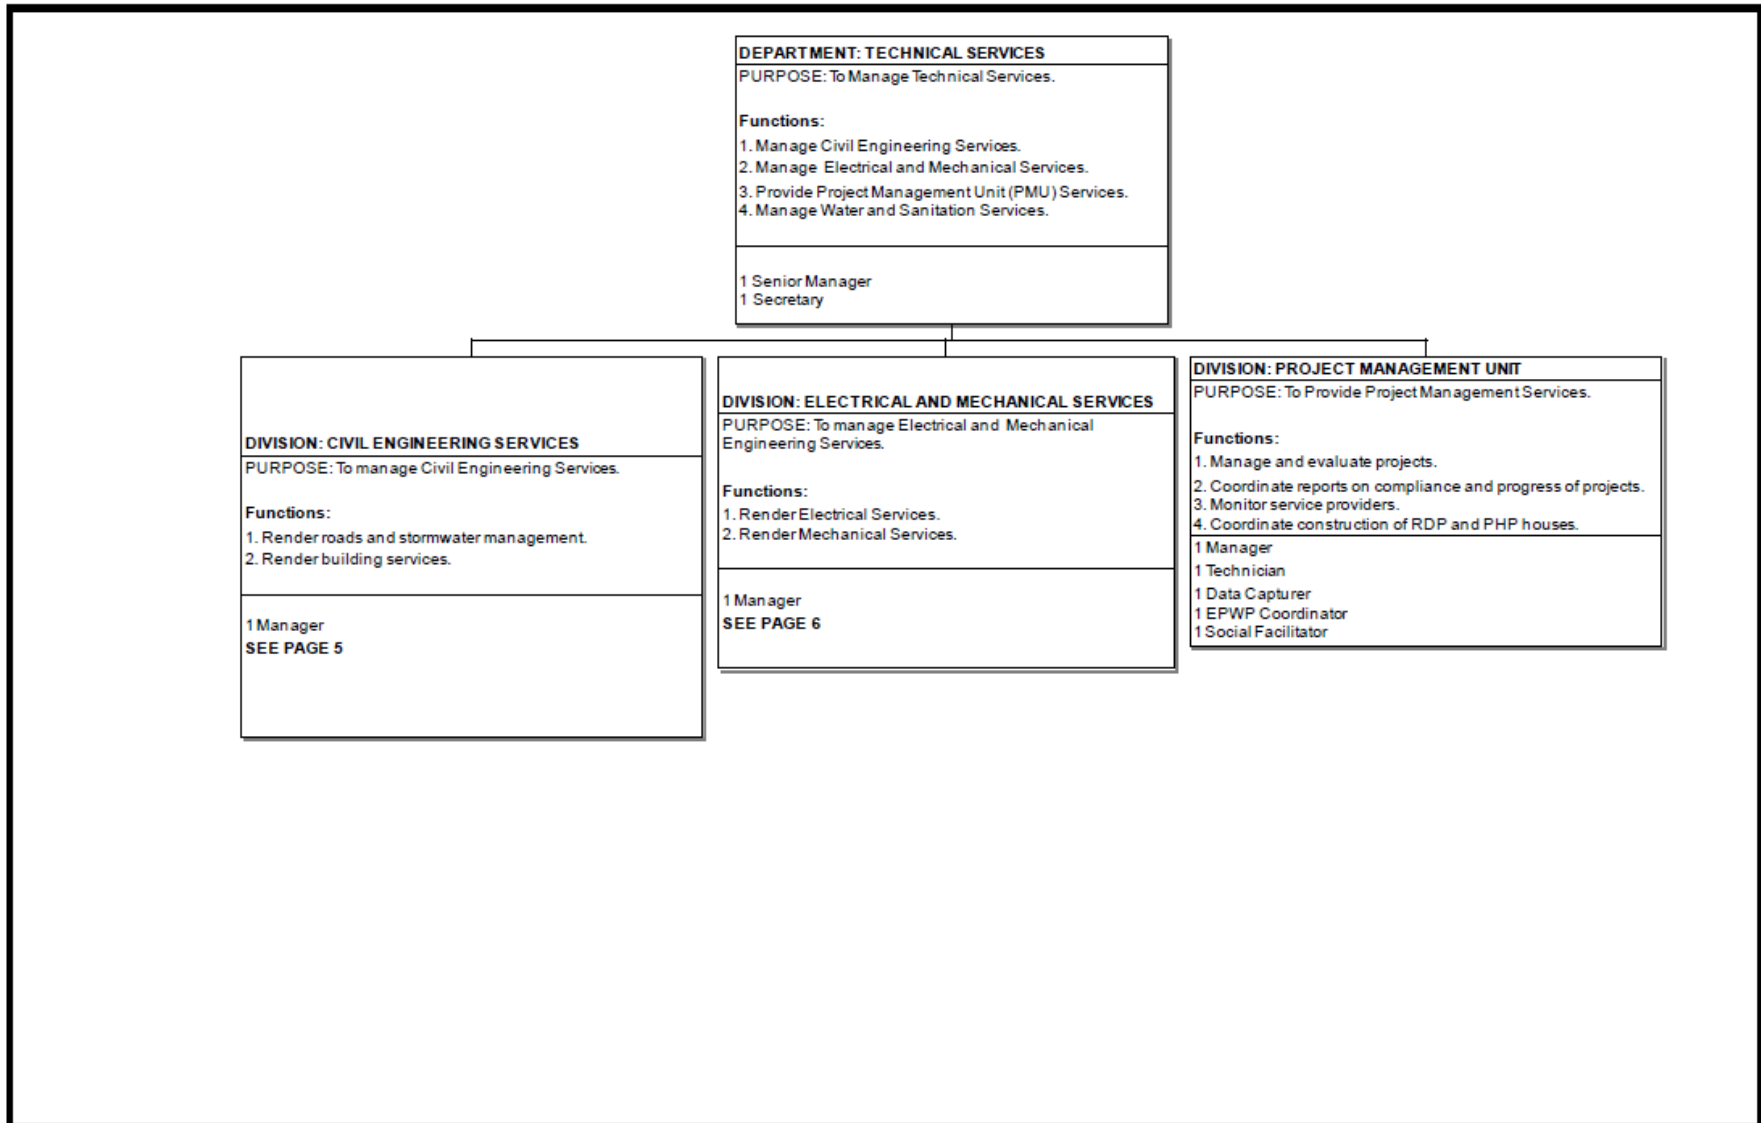 DEPARTMENT: TECHNICAL SERVICES
PURPOSE: To Manage Technical Services.
Functions:
1. Manage Civil Engineering Services.
2. Manage Electrical and Mechanical Services.
3. Provide Project Management Unit (PMU) Services.
4. Manage Water and Sanitation Services.
1 Senior Manager
1 Secretary
DIVISION: CIVIL ENGINEERING SERVICES
PURPOSE: To manage Civil Engineering Services.
Functions:
1. Render roads and stormwater management.
2. Render building services.
1 Manager
SEE PAGE 5
DIVISION: ELECTRICAL AND MECHANICAL SERVICES
PURPOSE: To manage Electrical and Mechanical
Engineering Services.
Functions:
1. Render Electrical Services.
2. Render Mechanical Services.
1 Manager
SEE PAGE 6
DIVISION: PROJECT MANAGEMENT UNIT
PURPOSE: To Provide Project Management Services.
Functions:
1. Manage and evaluate projects.
2. Coordinate reports on compliance and progress of projects.
3. Monitor service providers.
4. Coordinate construction of RDP and PHP houses.
1 Manager
1 Technician
1 Data Capturer
1 EPWP Coordinator
1 Social Facilitator